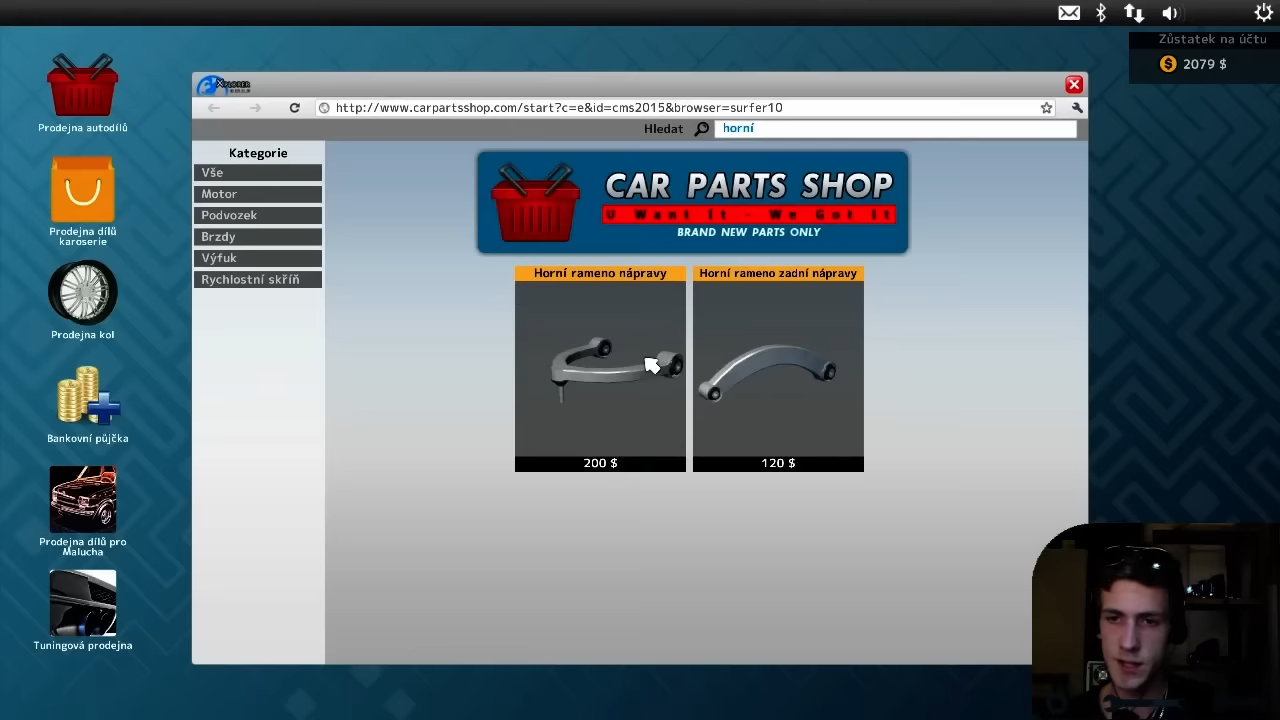 Zůstatek na účtu
2079 $
Prodejna autodílů
Prodejna dílů
karoserie
Prodejna kol
Bankovní půjčka
Prodejna dílů pro
Malucha
Tuningová prodejna
http://www.carpartsshop.com/start?c=e&id=cms2015&browser=surfer10
Hledat
horní
Kategorie
Vše
Motor
Podvozek
Brzdy
Výfuk
Rychlostní skříň
CAR PARTS SHOP
U Want It - We Got It
BRAND NEW PARTS ONLY
Horní rameno nápravy
200 $
Horní rameno zadní nápravy
120 $